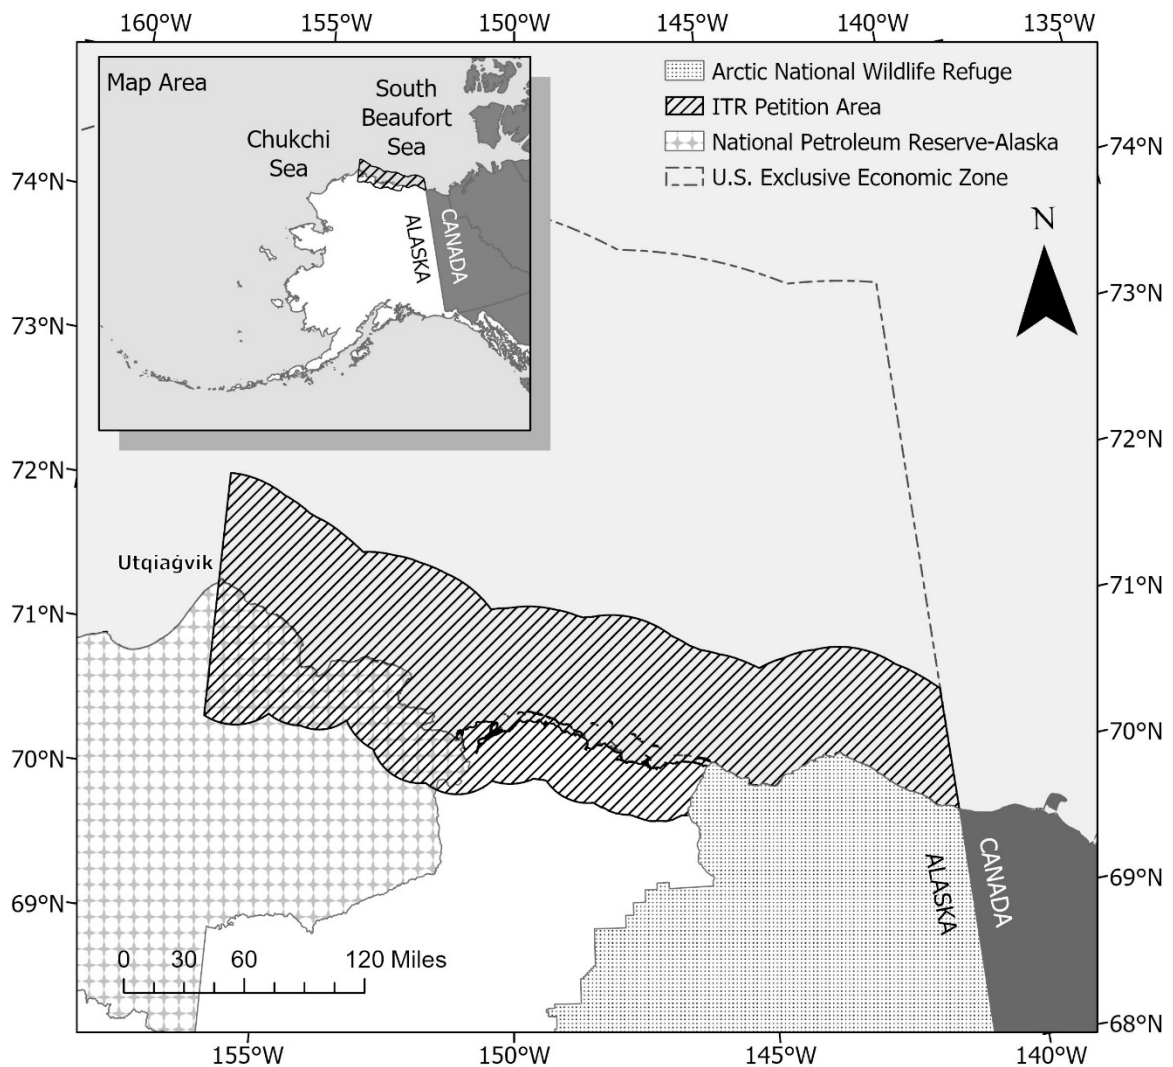 160°W 155°W 150°W 145°W 140°W 135°W
Map Area
South
Beaufort
Sea
Chukchi
Sea
ALASKA
CANADA
Arctic National Wildlife Refuge
ITR Petition Area
National Petroleum Reserve-Alaska
U.S. Exclusive Economic Zone
N
74°N
74°N
73°N
73°N
72°N
72°N
71°N
71°N
70°N
70°N
69°N
69°N
68°N
Utqiaġvik
ALASKA
CANADA
0 30 60 120 Miles
155°W 150°W 145°W 140°W